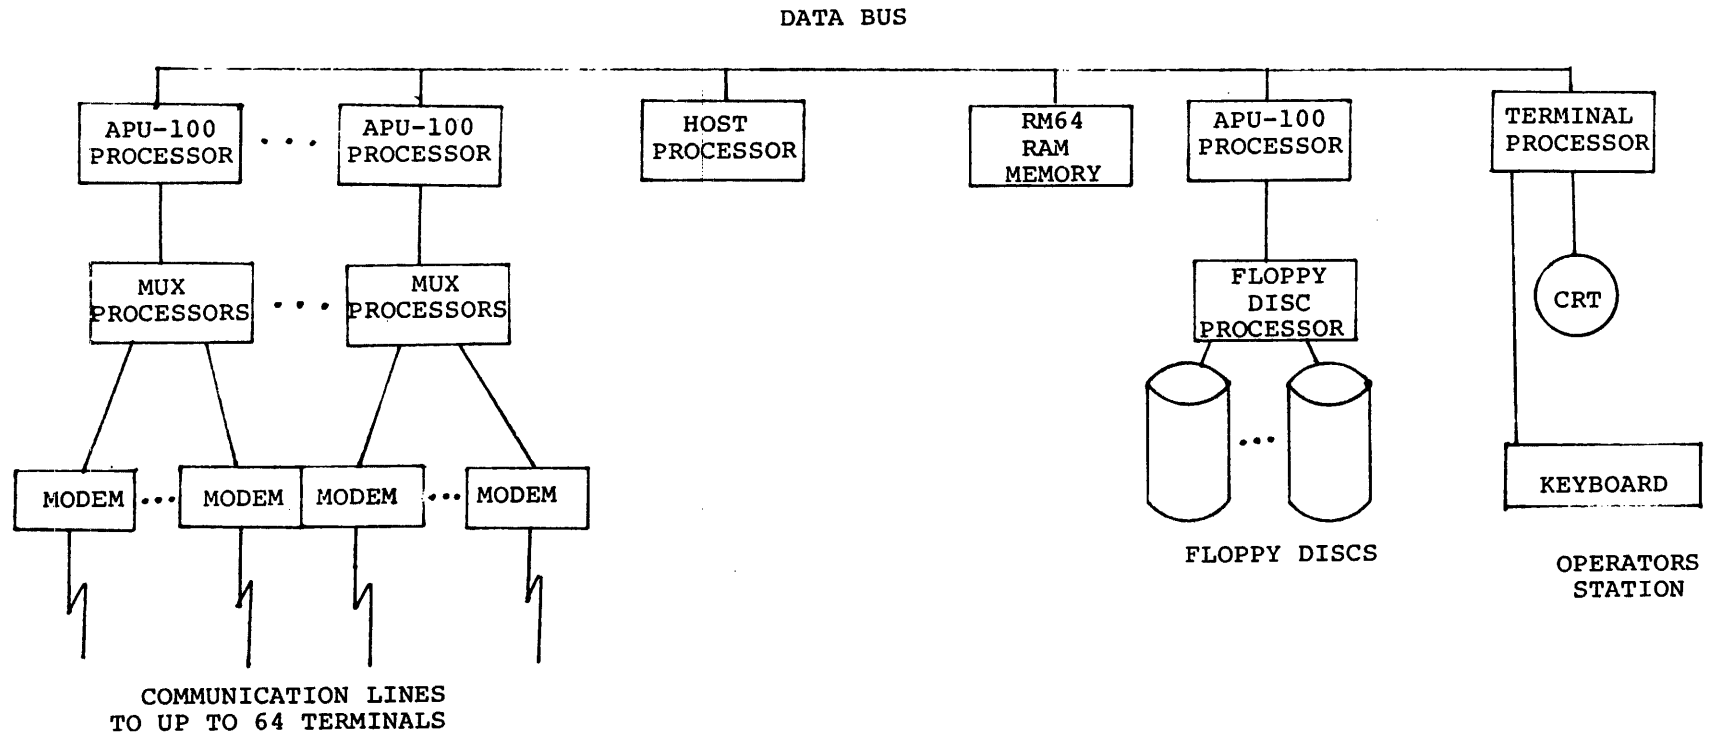 DATA BUS
APU-100
PROCESSOR
APU-100
PROCESSOR
HOST
PROCESSOR
RM64
RAM
MEMORY
APU-100
PROCESSOR
TERMINAL
PROCESSOR
MUX
PROCESSORS
MUX
PROCESSORS
FLOPPY
DISC
PROCESSOR
CRT
MODEM
MODEM
MODEM
MODEM
KEYBOARD
FLOPPY DISCS
OPERATORS
STATION
COMMUNICATION LINES
TO UP TO 64 TERMINALS